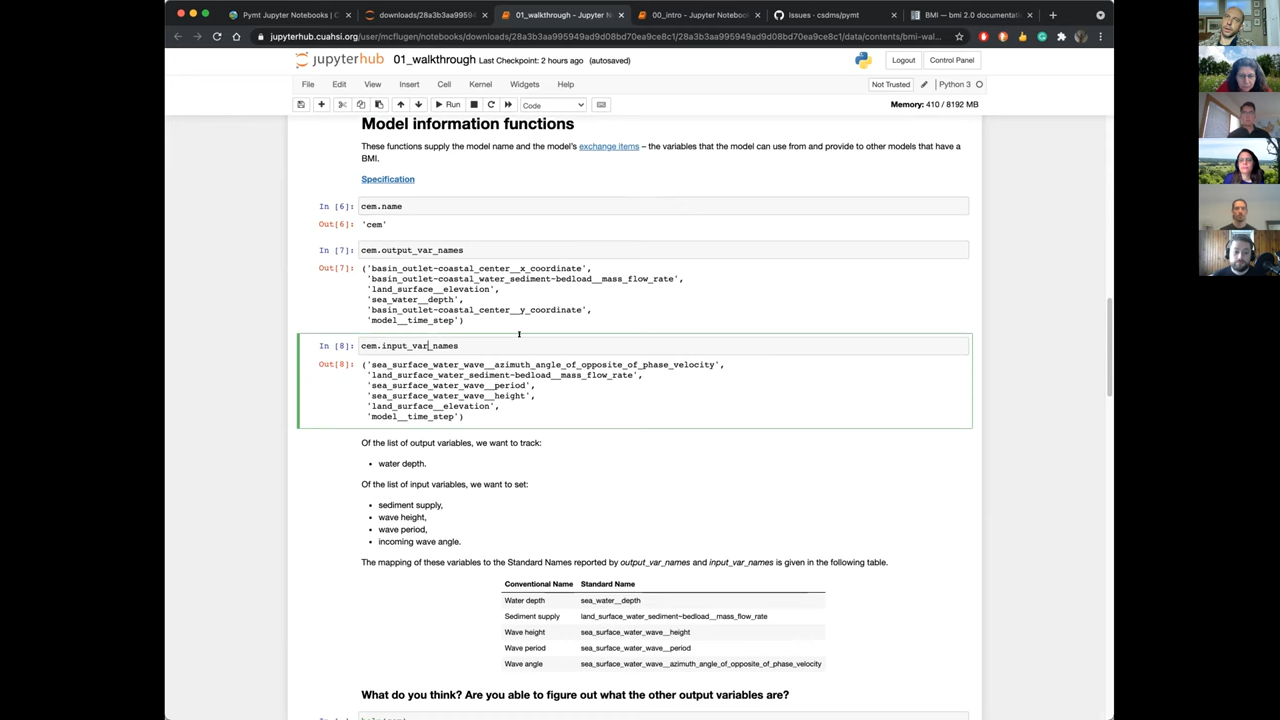 Pymt Jupyter Notebooks | C
downloads/28a3b3aa95994
01_walkthrough - Jupyter N
00_intro - Jupyter Notebook
Issues · csdms/pymt
BMI — bmi 2.0 documentation
jupyterhub.cuahsi.org/user/mcflugen/notebooks/downloads/28a3b3aa995949ad9d08bd70ea9ce8c1/28a3b3aa995949ad9d08bd70ea9ce8c1/data/contents/bmi-wal...
jupyterhub 01_walkthrough Last Checkpoint: 2 hours ago (autosaved)
Logout Control Panel
File Edit View Insert Cell Kernel Widgets Help
Not Trusted Python 3
Run Code Memory: 410 / 8192 MB
Model information functions
These functions supply the model name and the model's exchange items – the variables that the model can use from and provide to other models that have a
BMI.
Specification
In [6]: cem.name
Out[6]: 'cem'
In [7]: cem.output_var_names
Out[7]: ('basin_outlet~coastal_center__x_coordinate',
'basin_outlet~coastal_water_sediment~bedload__mass_flow_rate',
'land_surface__elevation',
'sea_water__depth',
'basin_outlet~coastal_center__y_coordinate',
'model__time_step')
In [8]: cem.input_var_names
Out[8]: ('sea_surface_water_wave__azimuth_angle_of_opposite_of_phase_velocity',
'land_surface_water_sediment~bedload__mass_flow_rate',
'sea_surface_water_wave__period',
'sea_surface_water_wave__height',
'land_surface__elevation',
'model__time_step')
Of the list of output variables, we want to track:
• water depth.
Of the list of input variables, we want to set:
• sediment supply,
• wave height,
• wave period,
• incoming wave angle.
The mapping of these variables to the Standard Names reported by output_var_names and input_var_names is given in the following table.
Conventional Name Standard Name
Water depth sea_water__depth
Sediment supply land_surface_water_sediment~bedload__mass_flow_rate
Wave height sea_surface_water_wave__height
Wave period sea_surface_water_wave__period
Wave angle sea_surface_water_wave__azimuth_angle_of_opposite_of_phase_velocity
What do you think? Are you able to figure out what the other output variables are?